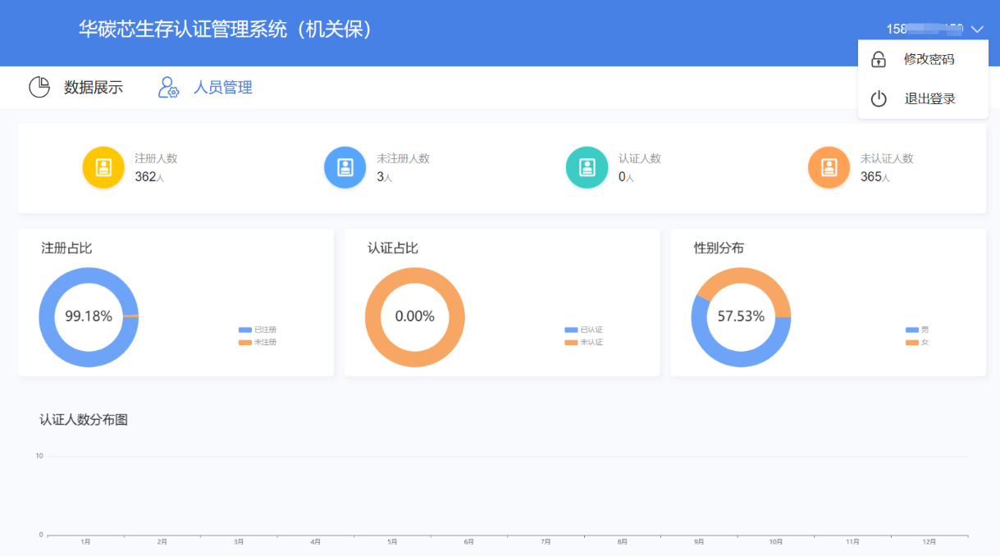 华碳芯生存认证管理系统（机关保）
158
修改密码
退出登录
数据展示
人员管理
注册人数
362人
未注册人数
3人
认证人数
0人
未认证人数
365人
注册占比
99.18%
已注册
未注册
认证占比
0.00%
已认证
未认证
性别分布
57.53%
男
女
认证人数分布图
10
0
1月 2月 3月 4月 5月 6月 7月 8月 9月 10月 11月 12月